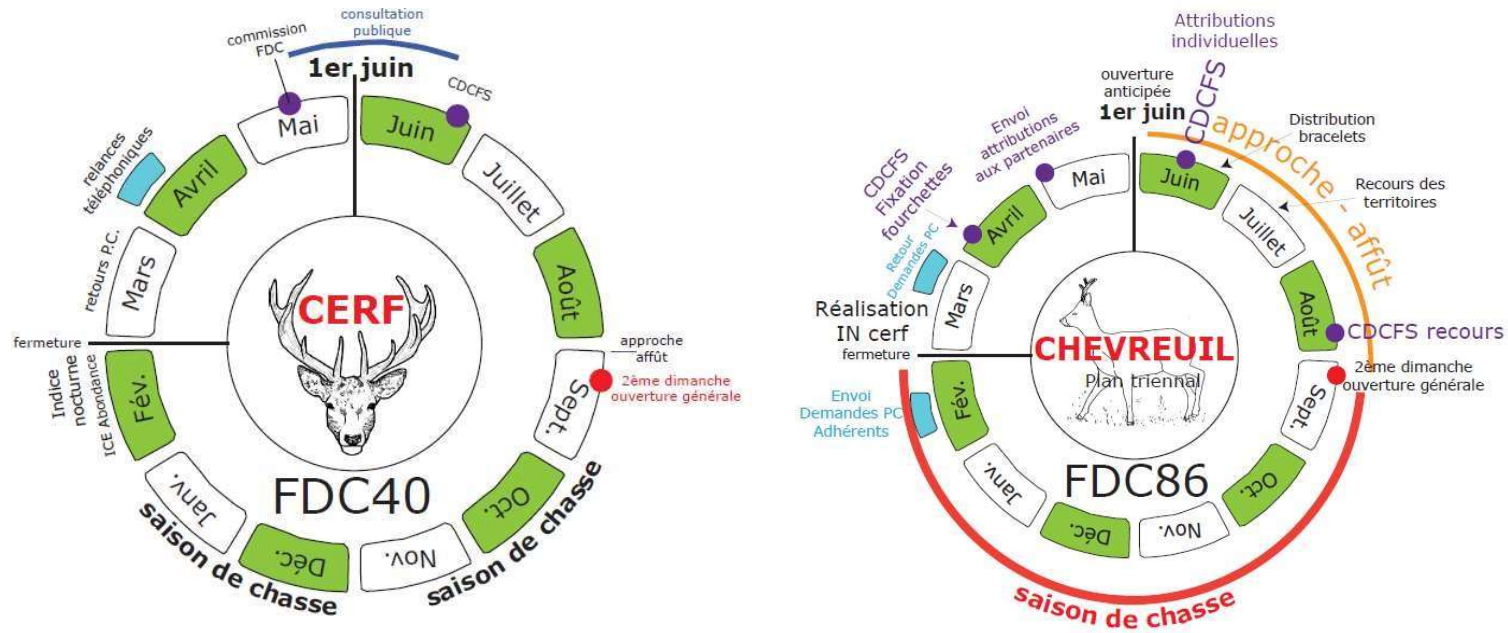 consultation
publique
commission
FDC
1er juin
CDCFS
Mai
Juin
relances
téléphoniques
Avril
Juillet
retours P.C.
Mars
Août
CERF
fermeture
approche
affût
2ème dimanche
ouverture générale
Indice
nocturne
ICE Abondance
Fév.
Sept.
Janv.
Oct.
FDC40
Déc.
Nov.
saison de chasse
saison de chasse
Attributions
individuelles
CDCFS
ouverture
anticipée
1er juin
approche - affût
Distribution
bracelets
Envoi
attributions
aux partenaires
Mai
Juin
CDCFS
Fixation
fourchettes
Recours des
territoires
Avril
Juillet
Retour
Demandes PC
Mars
Août
Réalisation
IN cerf
fermeture
CDCFS recours
CHEVREUIL
Plan triennal
2ème dimanche
ouverture générale
Envoi
Demandes PC
Adhérents
Fév.
Sept.
Janv.
Oct.
FDC86
Déc.
Nov.
saison de chasse